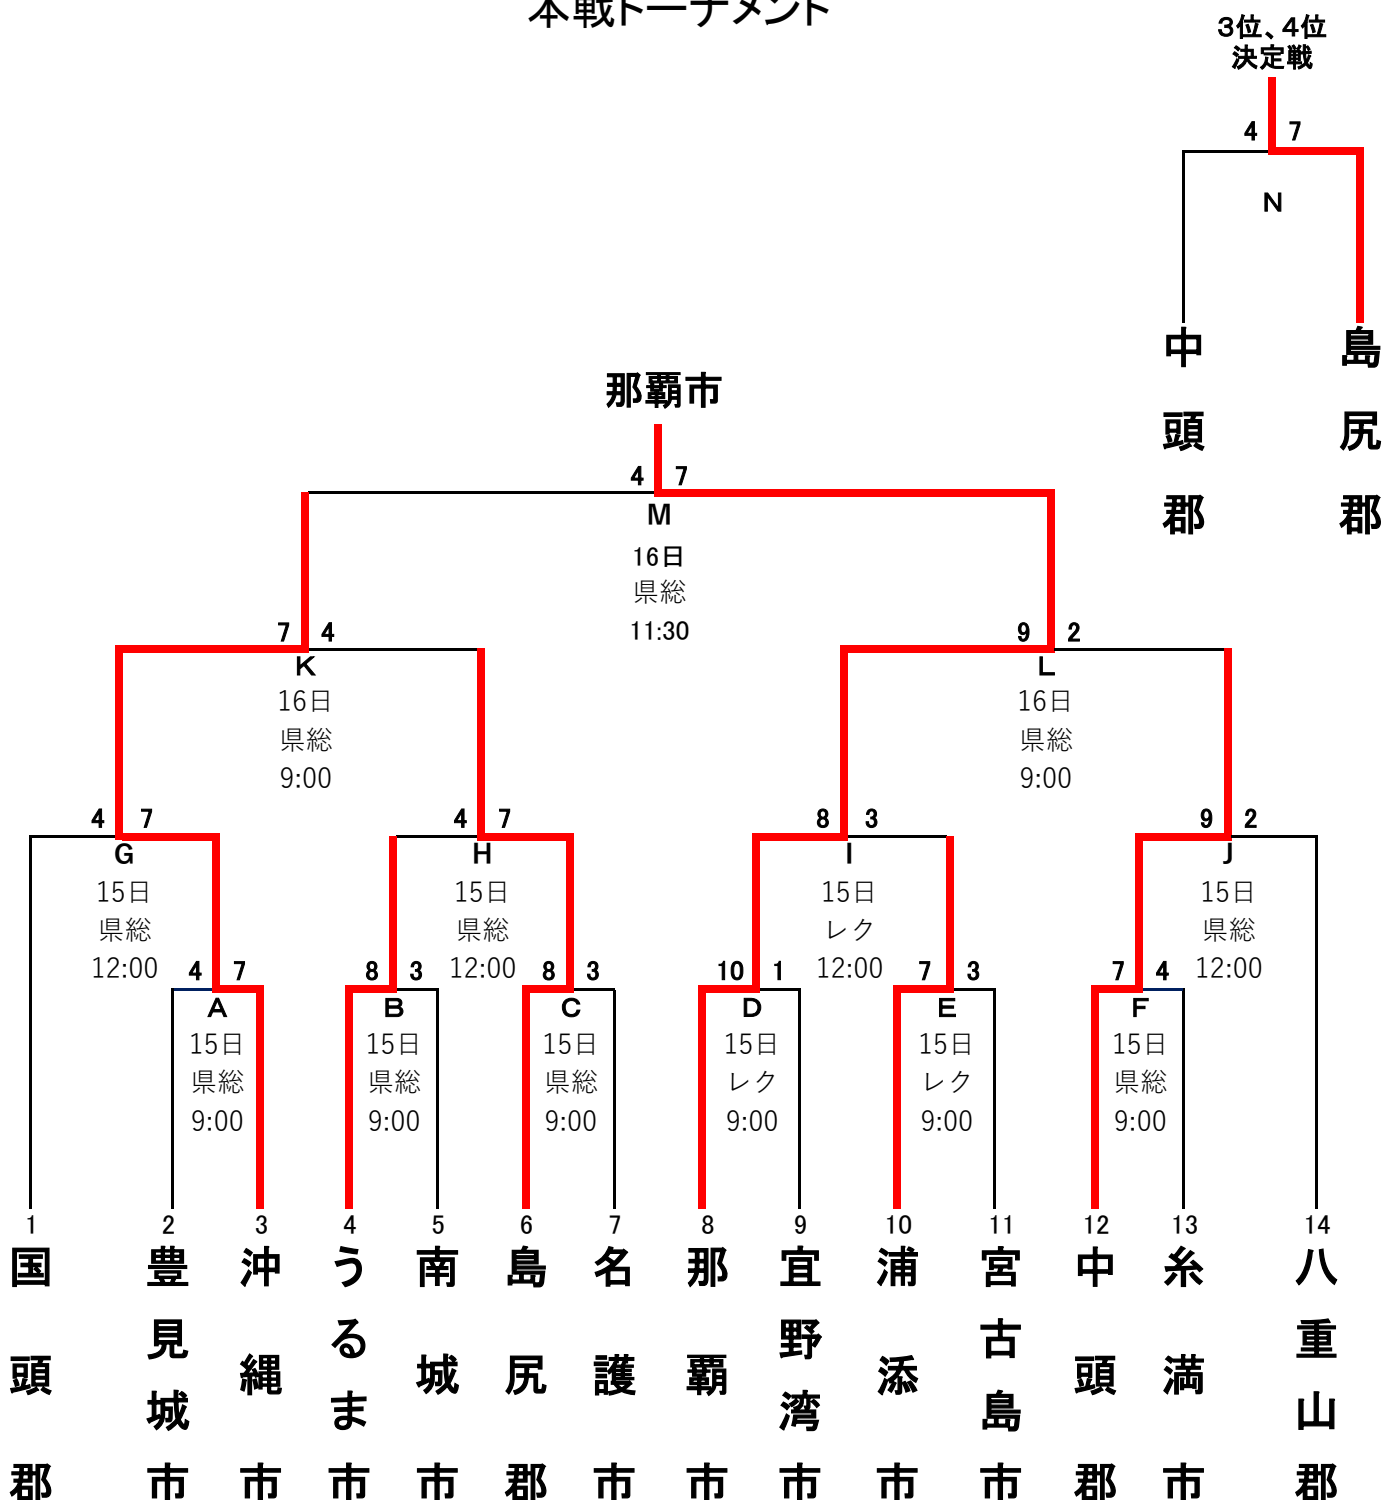 本戦トーナメント
3位、4位
決定戦
4 7
N
中頭郡
島尻郡
那覇市
4 7
M
16日
県総
11:30
7 4
K
16日
県総
9:00
9 2
L
16日
県総
9:00
4 7
G
15日
県総
12:00
4 7
H
15日
県総
12:00
8 3
I
15日
レク
12:00
9 2
J
15日
県総
12:00
4 7
A
15日
県総
9:00
8 3
B
15日
県総
9:00
8 3
C
15日
県総
9:00
10 1
D
15日
レク
9:00
7 3
E
15日
レク
9:00
7 4
F
15日
県総
9:00
1
国頭郡
2
豊見城市
3
沖縄市
4
うるま市
5
南城市
6
島尻郡
7
名護市
8
那覇市
9
宜野湾市
10
浦添市
11
宮古島市
12
中頭郡
13
糸満市
14
八重山郡